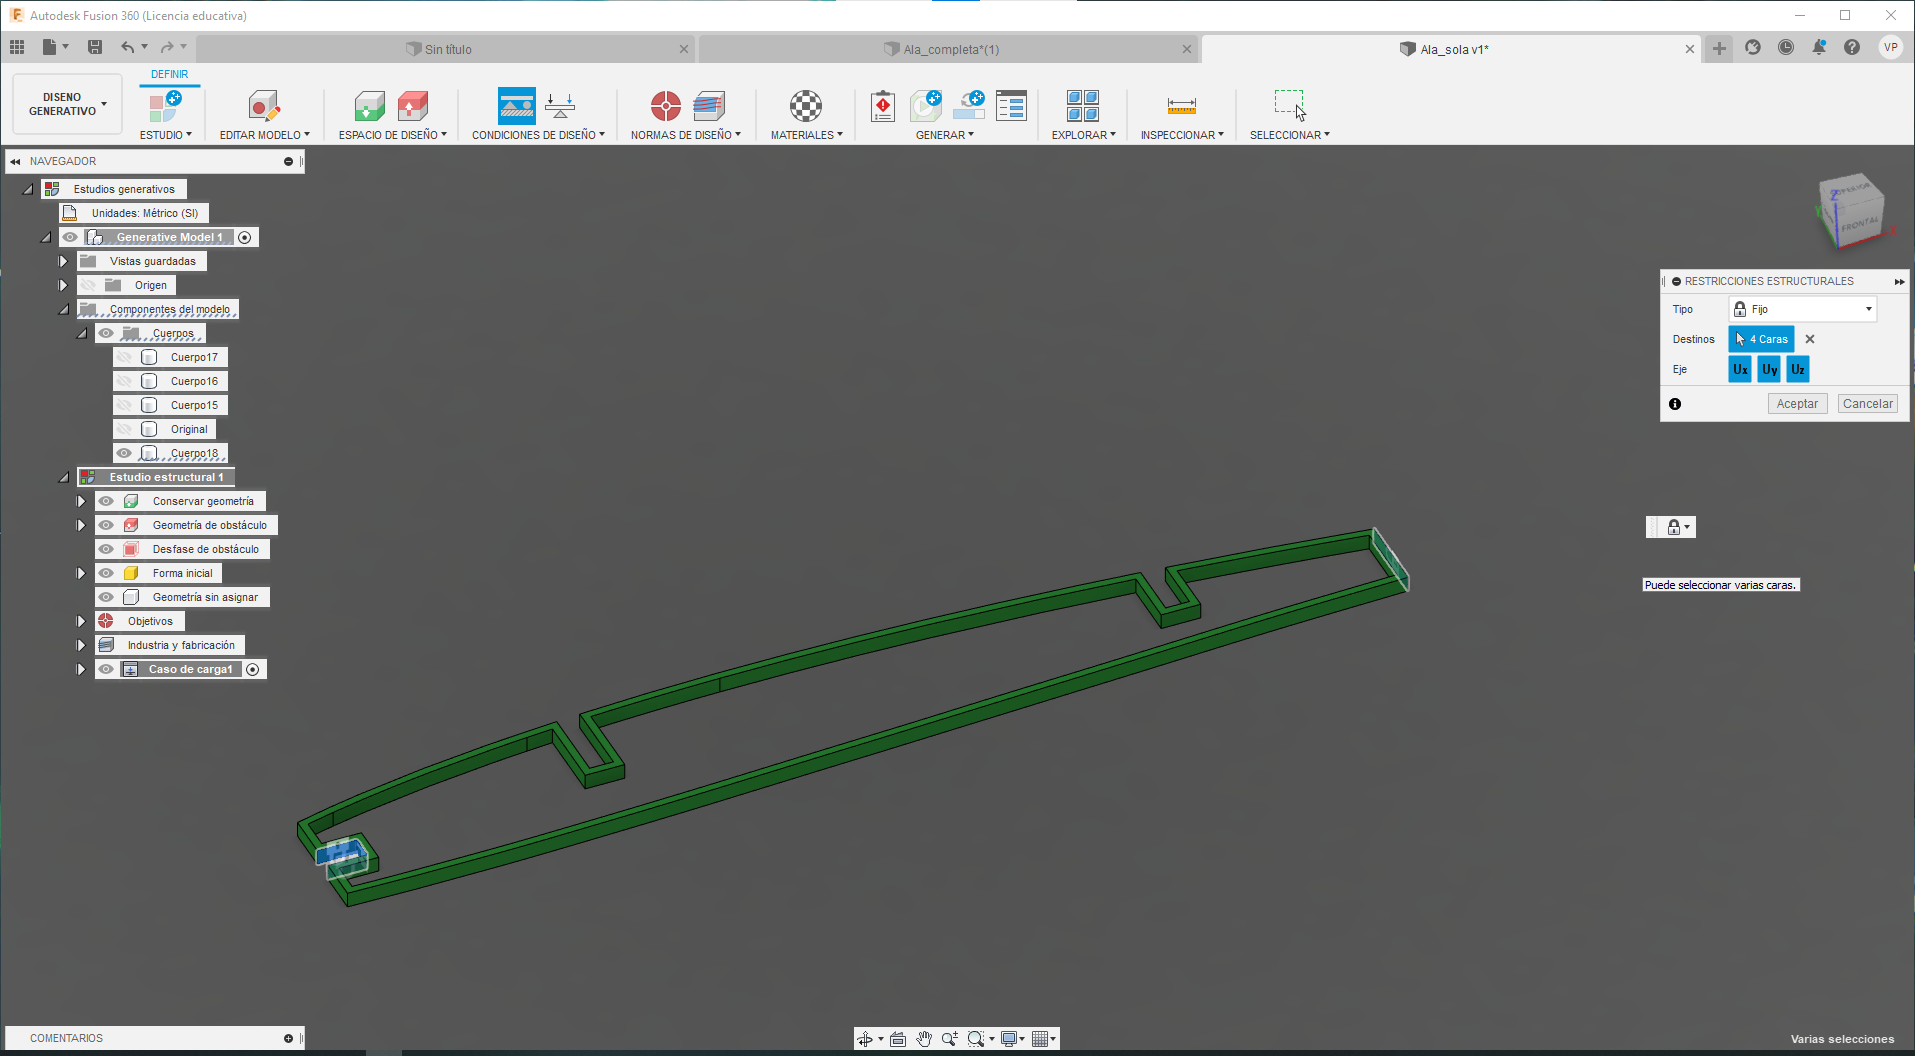 Autodesk Fusion 360 (Licencia educativa)
Sin título
Ala_completa*(1)
Ala_sola v1*
VP
DISEÑO
GENERATIVO
DEFINIR
ESTUDIO
EDITAR MODELO
ESPACIO DE DISEÑO
CONDICIONES DE DISEÑO
NORMAS DE DISEÑO
MATERIALES
GENERAR
EXPLORAR
INSPECCIONAR
SELECCIONAR
NAVEGADOR
Estudios generativos
Unidades: Métrico (SI)
Generative Model 1
Vistas guardadas
Origen
Componentes del modelo
Cuerpos
Cuerpo17
Cuerpo16
Cuerpo15
Original
Cuerpo18
Estudio estructural 1
Conservar geometría
Geometría de obstáculo
Desfase de obstáculo
Forma inicial
Geometría sin asignar
Objetivos
Industria y fabricación
Caso de carga1
Z
FRONTAL
X
RESTRICCIONES ESTRUCTURALES
Tipo
Fijo
Destinos
4 Caras
Eje
Ux
Uy
Uz
Aceptar
Cancelar
Puede seleccionar varias caras.
COMENTARIOS
Varias selecciones